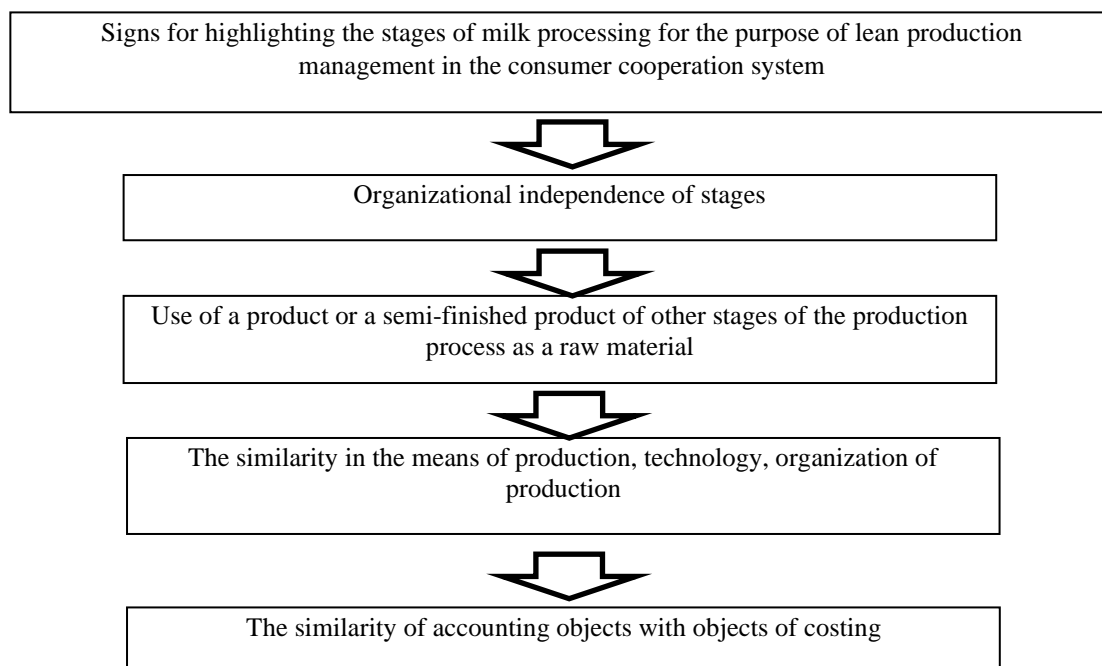 Signs for highlighting the stages of milk processing for the purpose of lean production
management in the consumer cooperation system
Organizational independence of stages
Use of a product or a semi-finished product of other stages of the production
process as a raw material
The similarity in the means of production, technology, organization of
production
The similarity of accounting objects with objects of costing